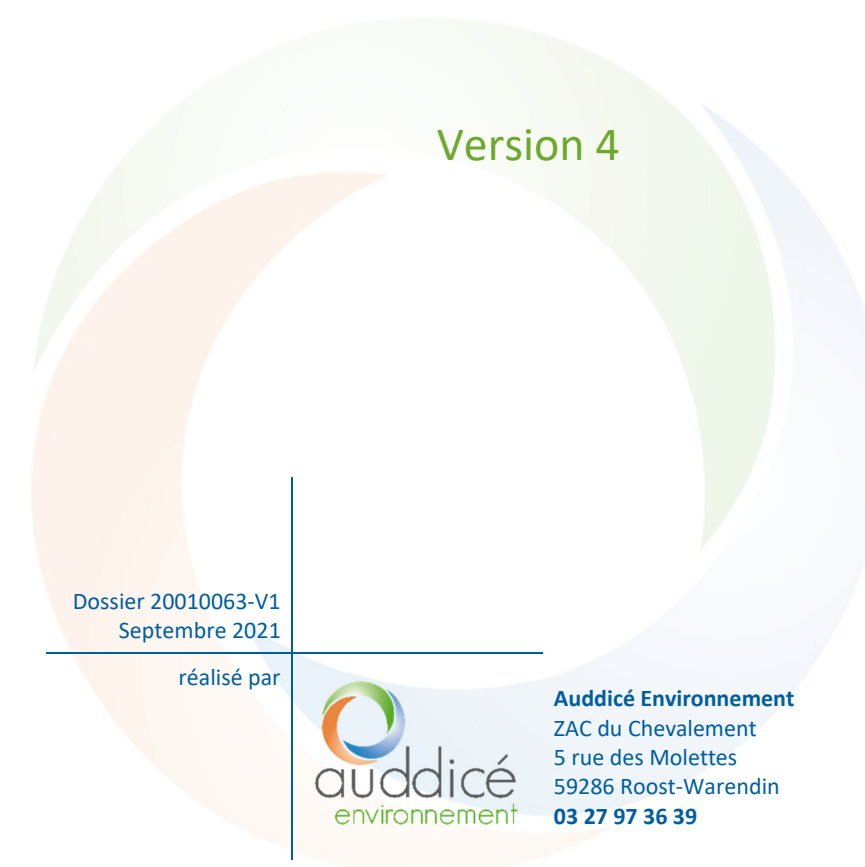 Version 4
Dossier 20010063-V1
Septembre 2021
réalisé par
auddicé
environnement
Auddicé Environnement
ZAC du Chevalement
5 rue des Molettes
59286 Roost-Warendin
03 27 97 36 39